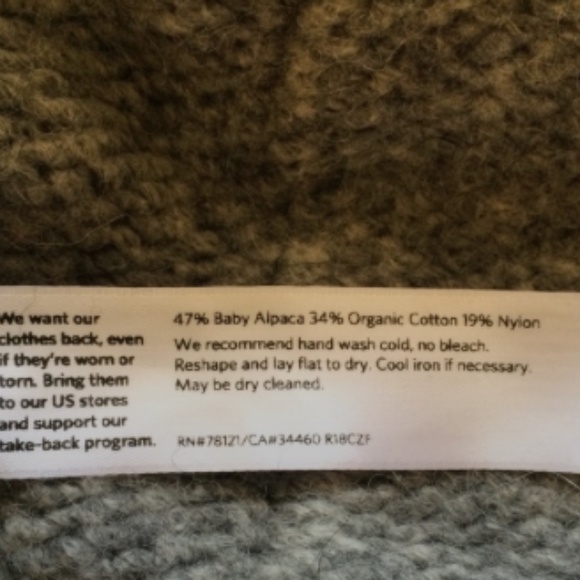 We want our
clothes back, even
if they're worn or
torn. Bring them
to our US stores
and support our
take-back program.
47% Baby Alpaca 34% Organic Cotton 19% Nylon
We recommend hand wash cold, no bleach.
Reshape and lay flat to dry. Cool iron if necessary.
May be dry cleaned.
RN#78121/CA#34460 R18CZF